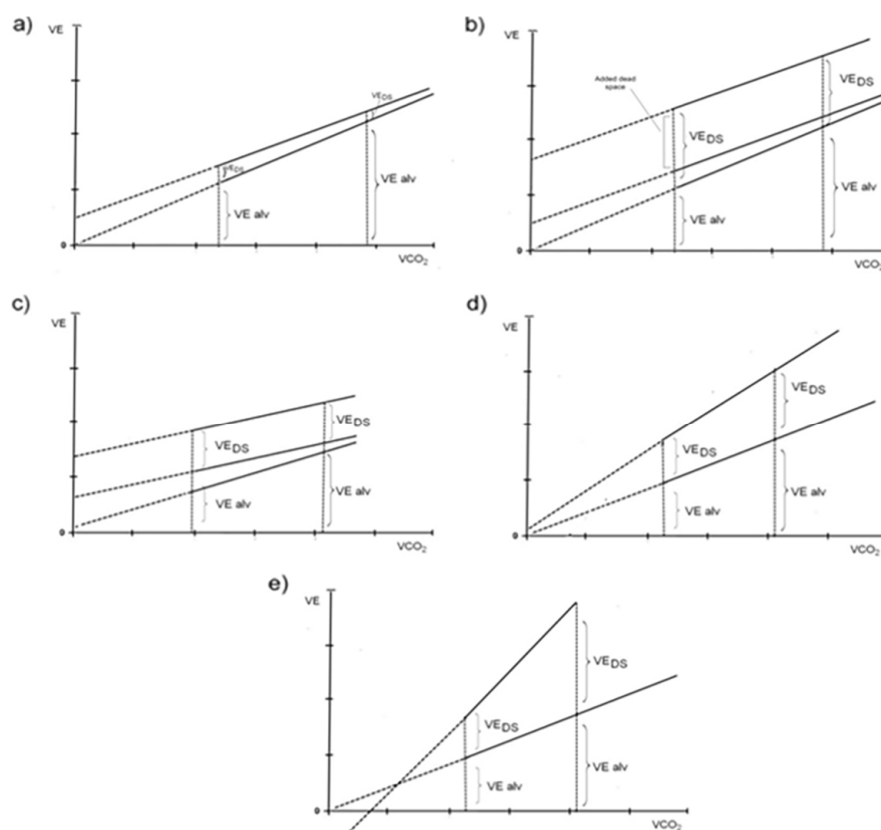 a)
VE
VEDS
VEDS
VE alv
VE alv
0
VCO₂
b)
VE
Added dead
space
VEDS
VEDS
VE alv
VE alv
0
VCO₂
c)
VE
VEDS
VEDS
VE alv
VE alv
0
VCO₂
d)
VE
VEDS
VEDS
VE alv
VE alv
0
VCO₂
e)
VE
VEDS
VEDS
VE alv
VE alv
0
VCO₂